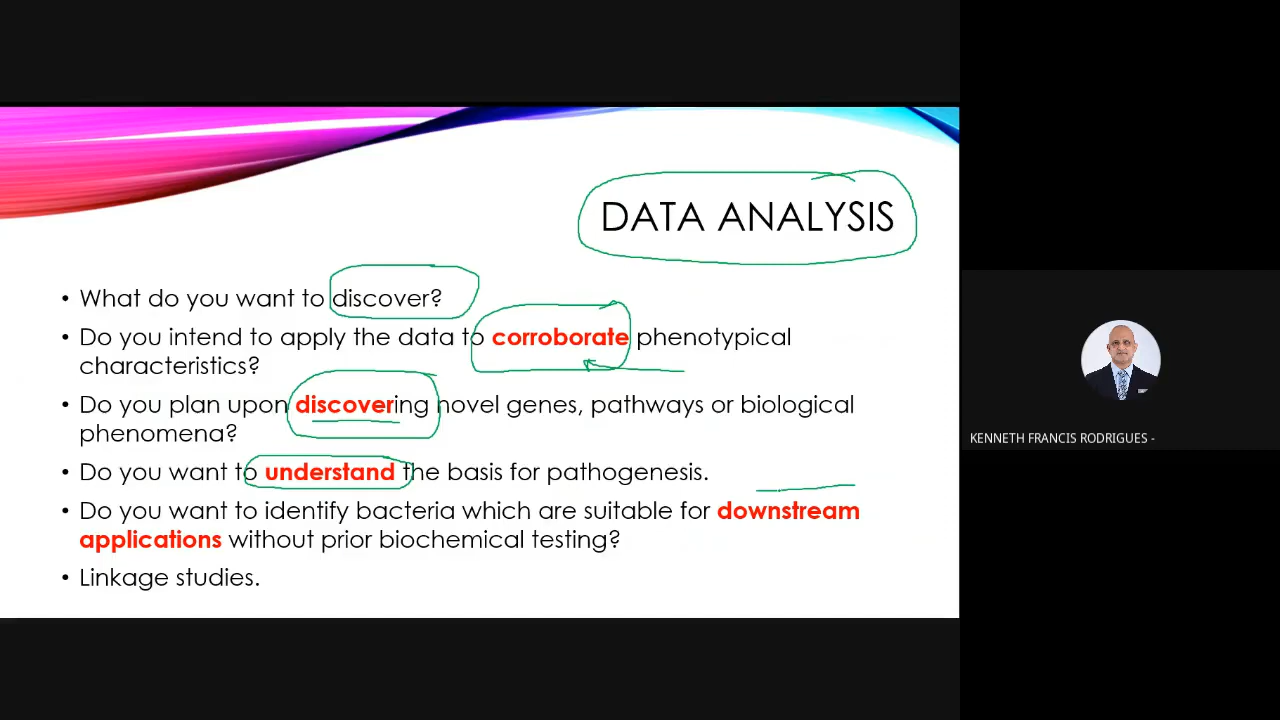 DATA ANALYSIS
• What do you want to discover?
• Do you intend to apply the data to corroborate phenotypical
characteristics?
• Do you plan upon discovering novel genes, pathways or biological
phenomena?
• Do you want to understand the basis for pathogenesis.
• Do you want to identify bacteria which are suitable for downstream
applications without prior biochemical testing?
• Linkage studies.
KENNETH FRANCIS RODRIGUES -